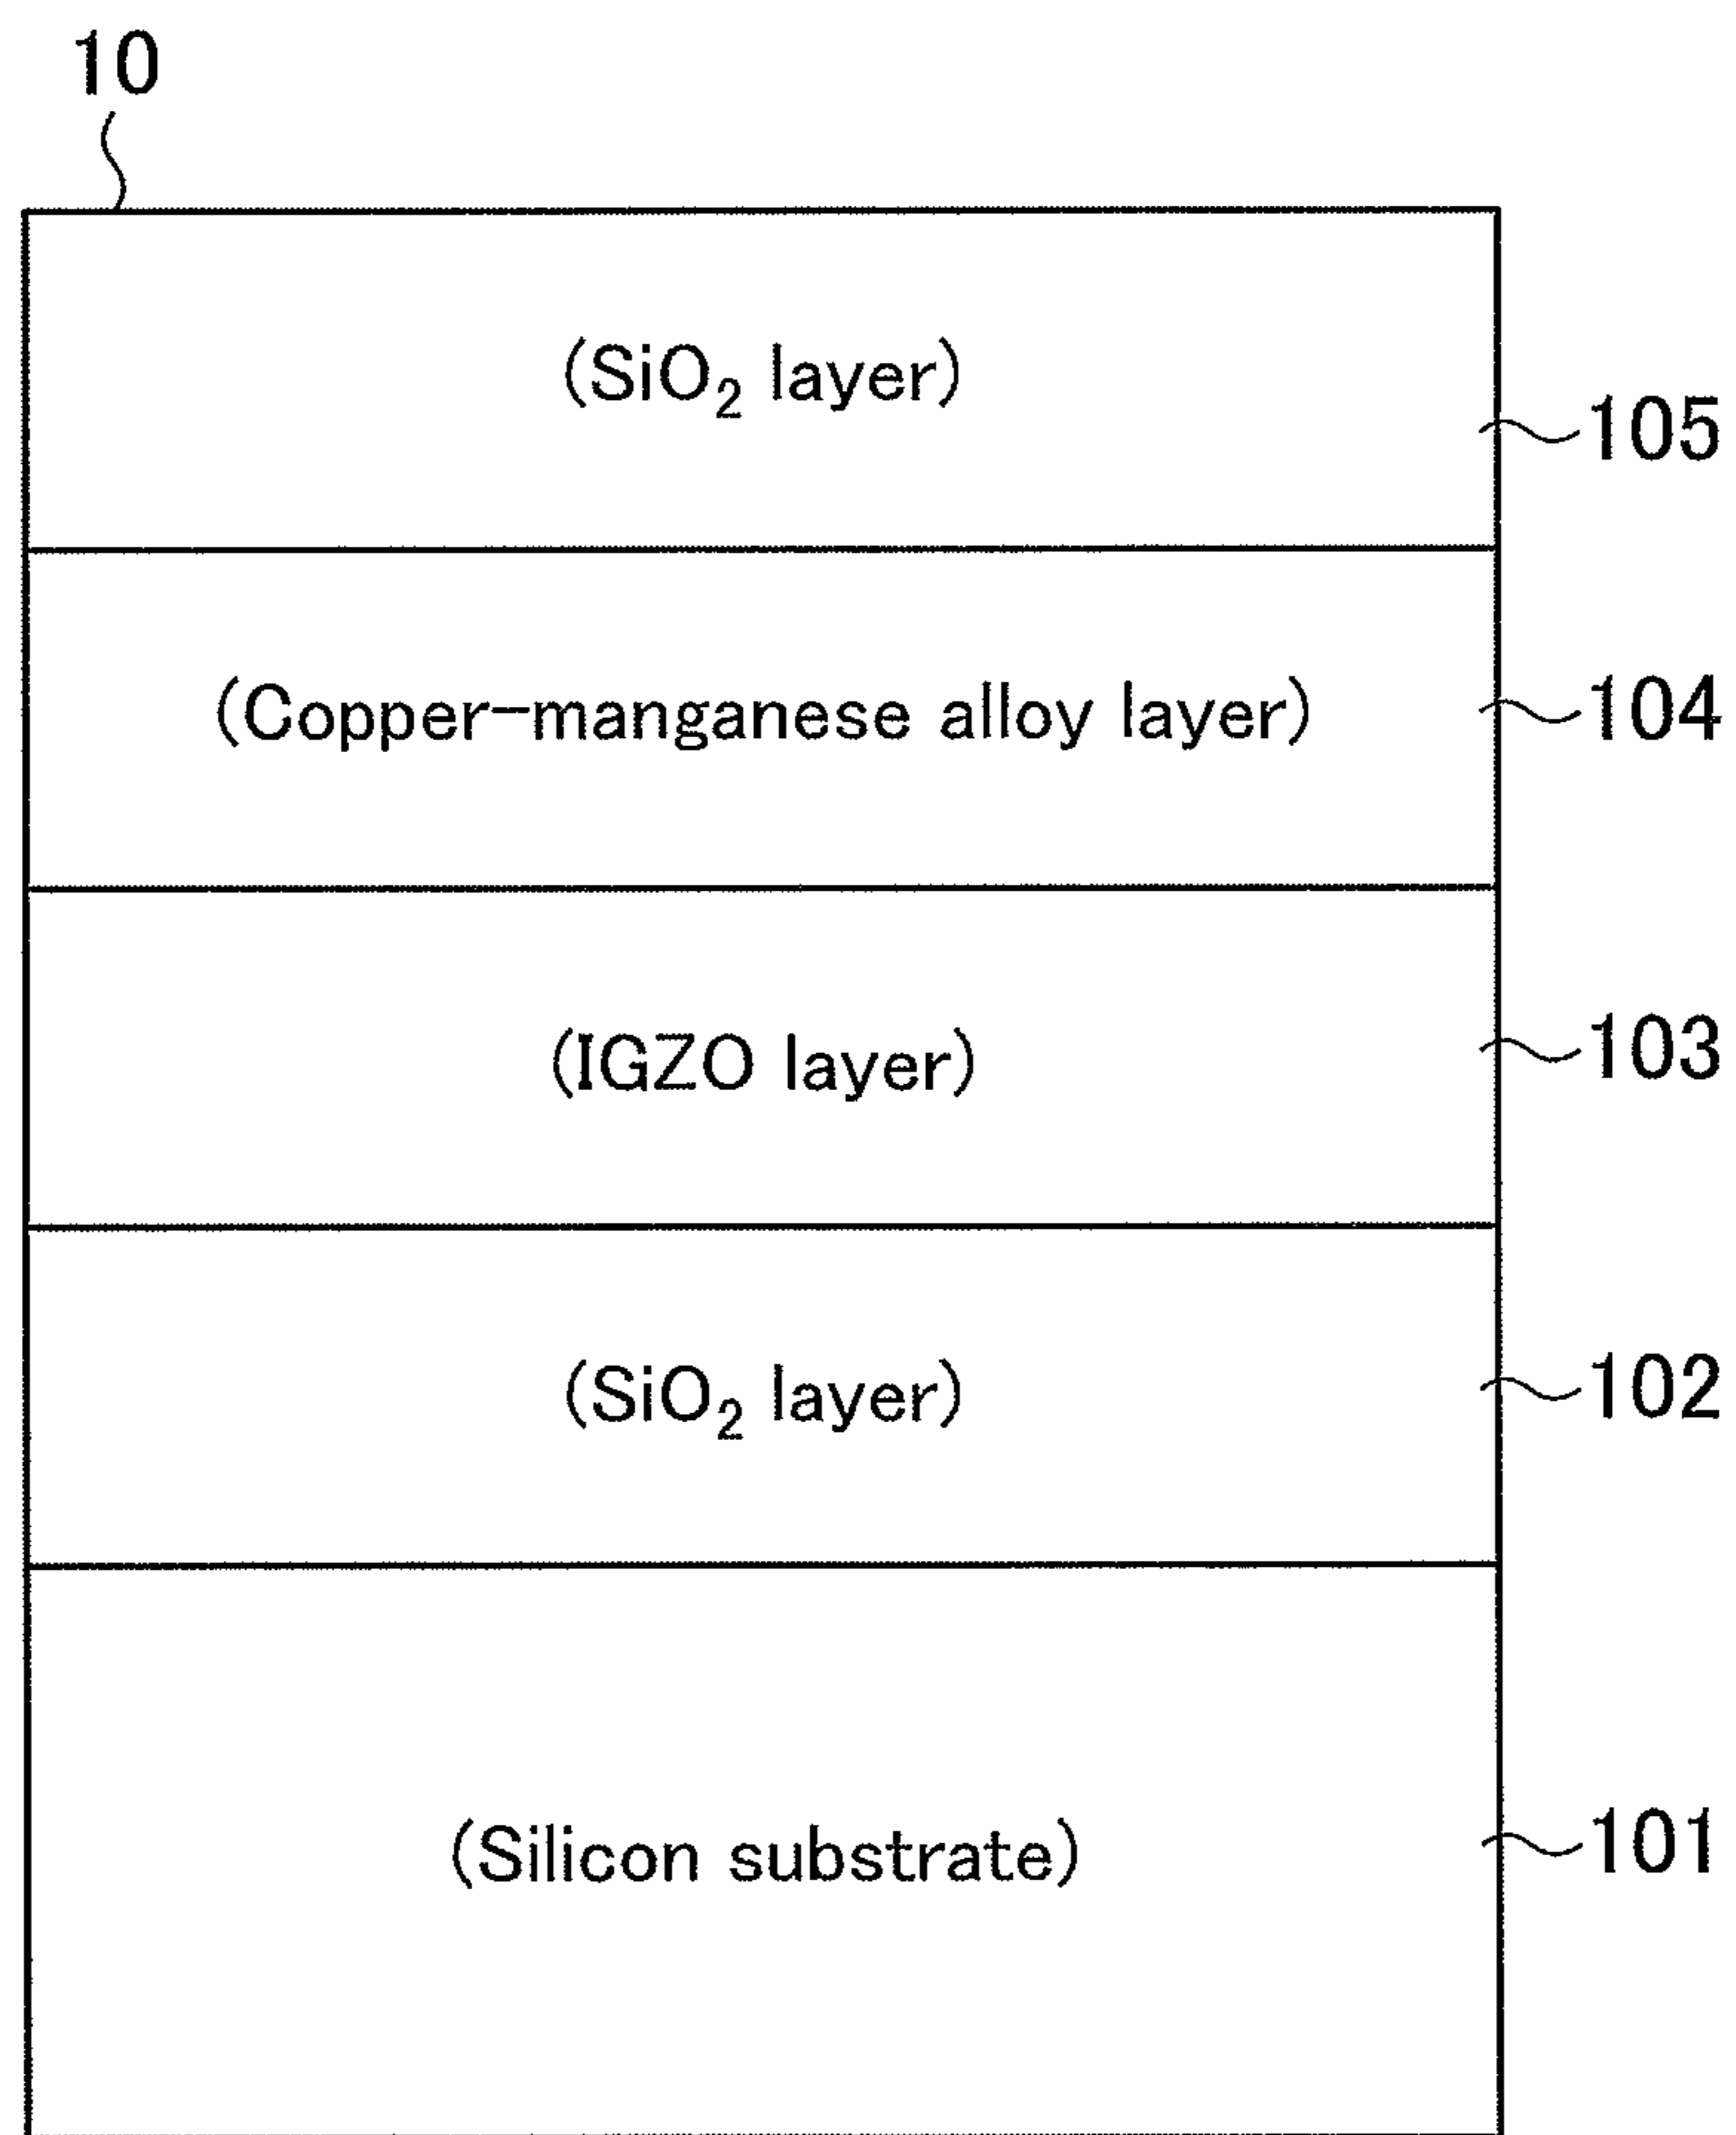 10
(SiO₂ layer)
105
(Copper-manganese alloy layer)
104
(IGZO layer)
103
(SiO₂ layer)
102
(Silicon substrate)
101